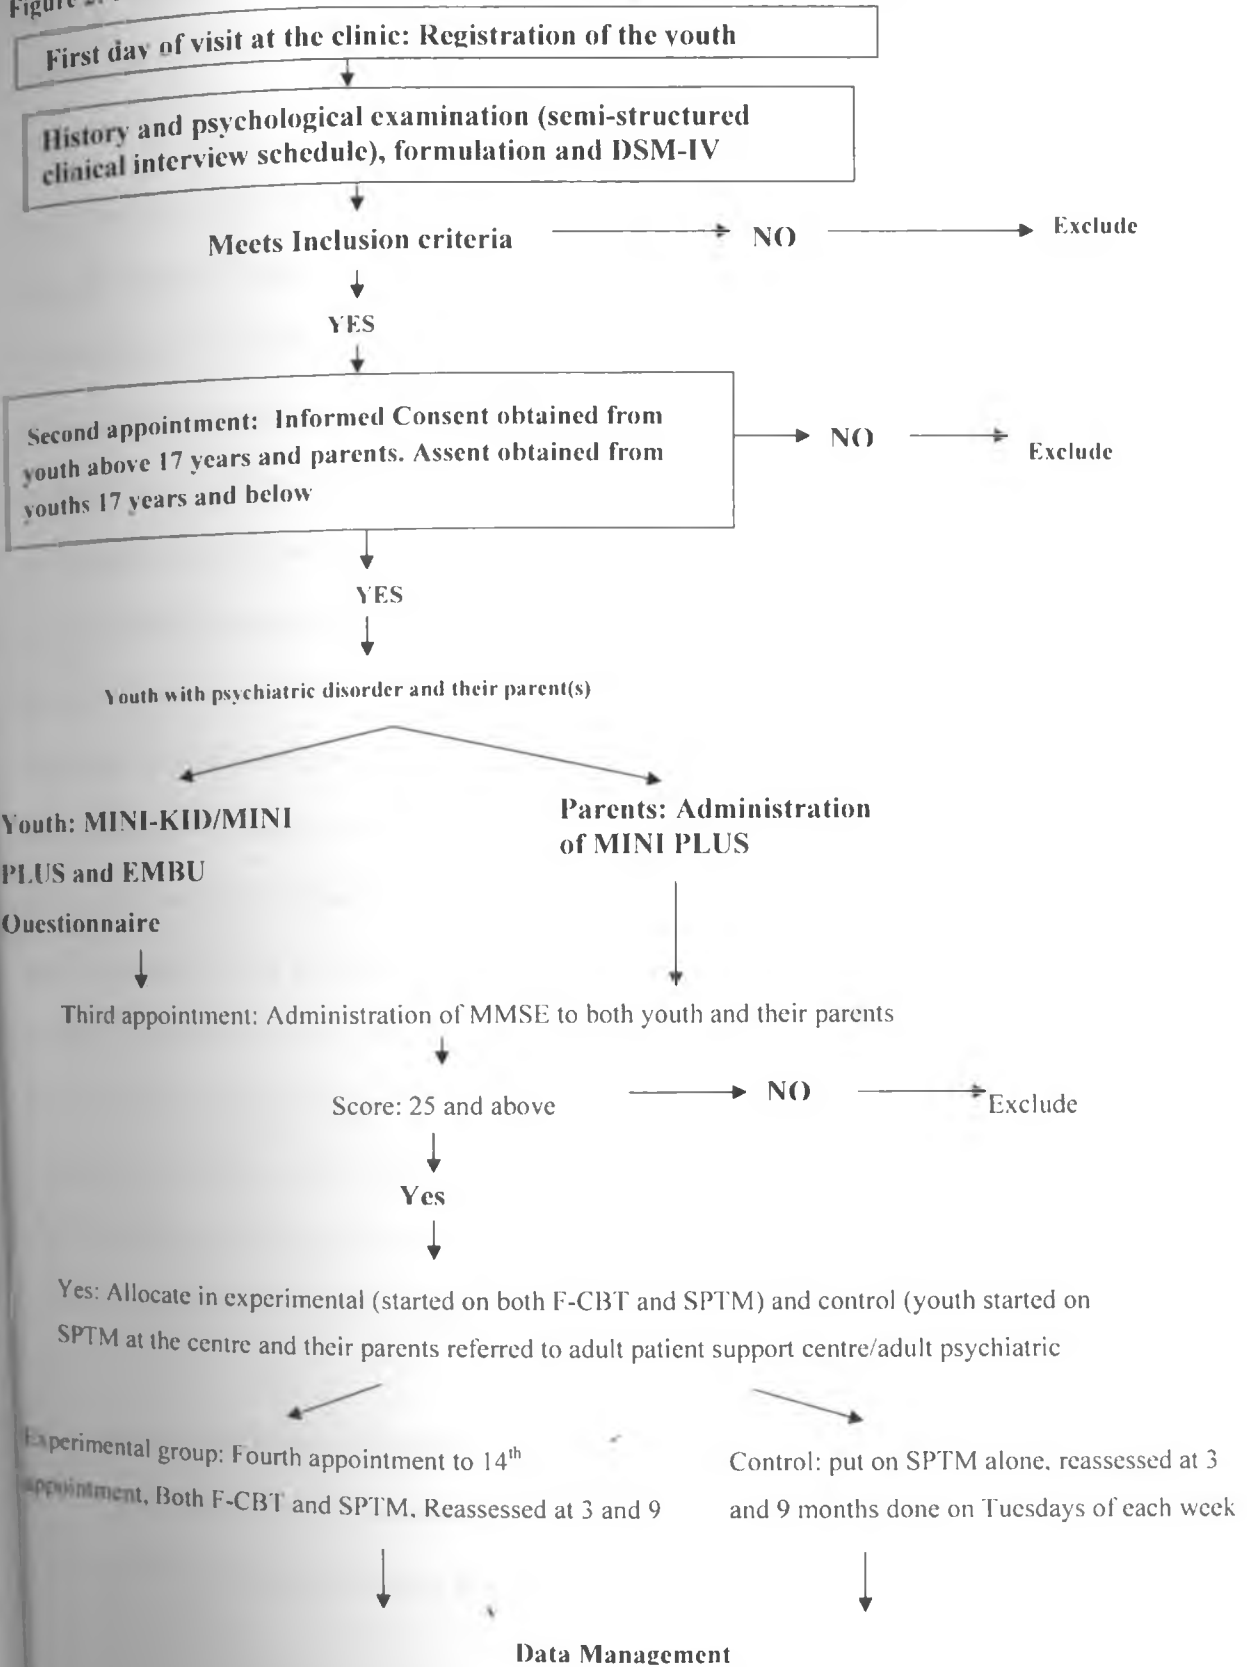 Figure 2.
First day of visit at the clinic: Registration of the youth
History and psychological examination (semi-structured
clinical interview schedule), formulation and DSM-IV
Meets Inclusion criteria
NO
Exclude
YES
Second appointment: Informed Consent obtained from
youth above 17 years and parents. Assent obtained from
youths 17 years and below
NO
Exclude
YES
Youth with psychiatric disorder and their parent(s)
Youth: MINI-KID/MINI
PLUS and EMBU
Questionnaire
Parents: Administration
of MINI PLUS
Third appointment: Administration of MMSE to both youth and their parents
Score: 25 and above
NO
Exclude
Yes
Yes: Allocate in experimental (started on both F-CBT and SPTM) and control (youth started on
SPTM at the centre and their parents referred to adult patient support centre/adult psychiatric
Experimental group: Fourth appointment to 14th
appointment, Both F-CBT and SPTM, Reassessed at 3 and 9
Control: put on SPTM alone, reassessed at 3
and 9 months done on Tuesdays of each week
Data Management